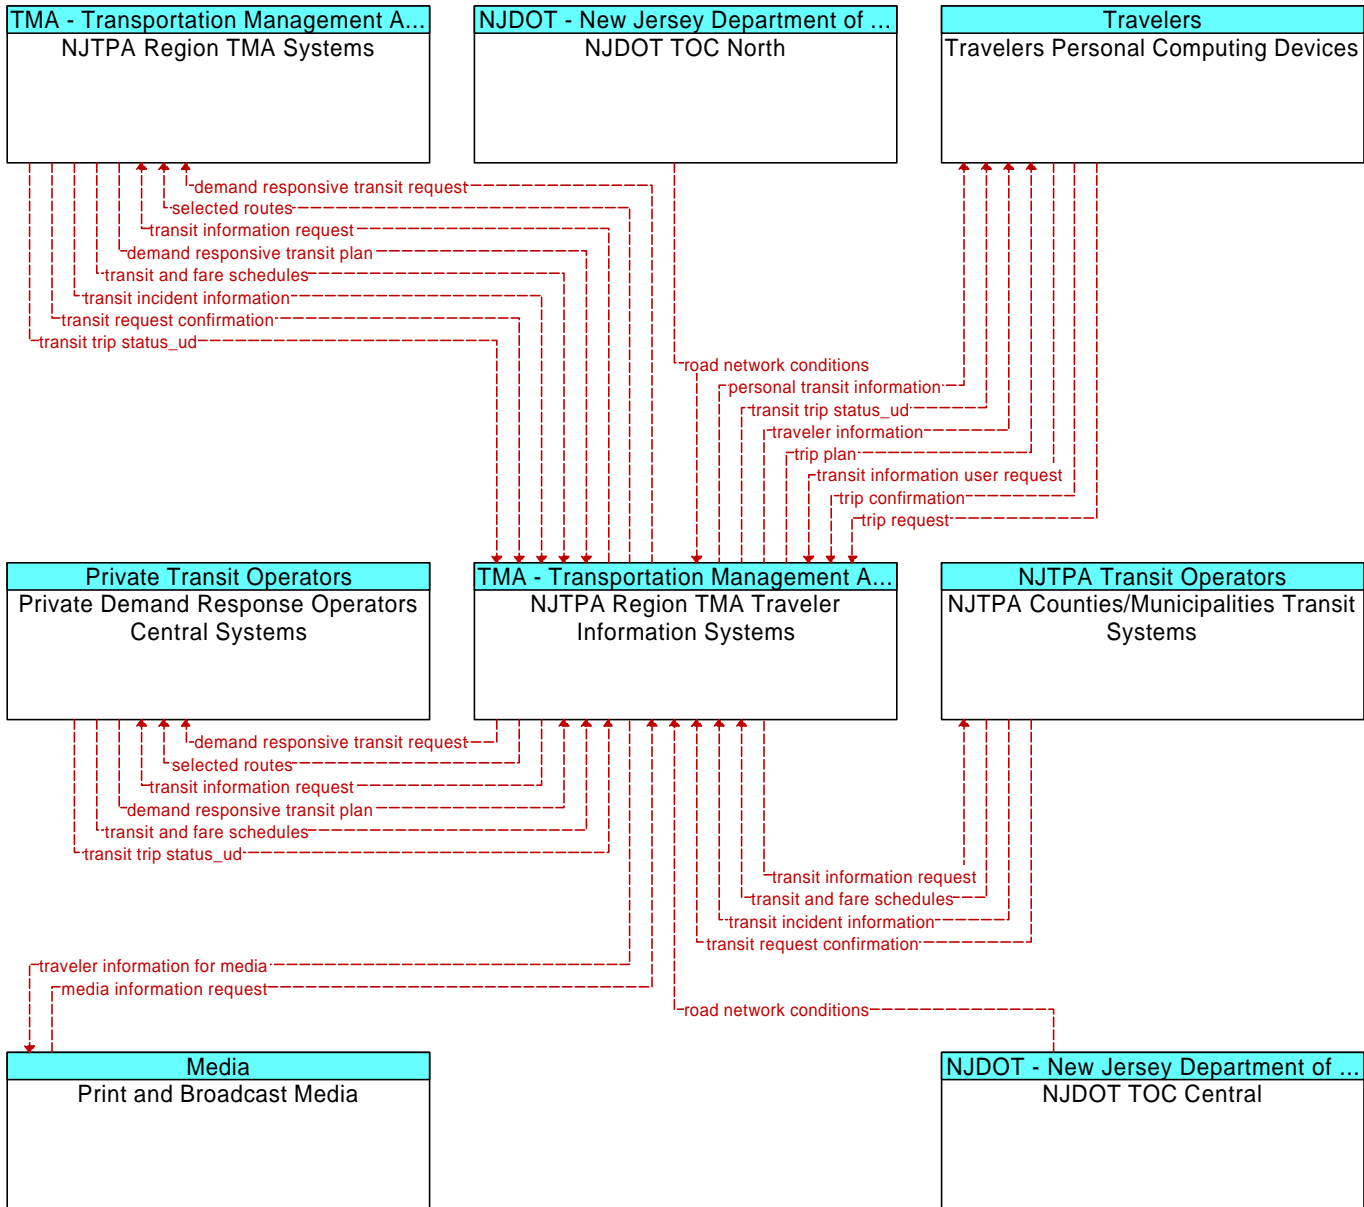 TMA - Transportation Management A...
NJTPA Region TMA Systems
NJDOT - New Jersey Department of ...
NJDOT TOC North
Travelers
Travelers Personal Computing Devices
demand responsive transit request
selected routes
transit information request
demand responsive transit plan
transit and fare schedules
transit incident information
transit request confirmation
transit trip status_ud
road network conditions
personal transit information
transit trip status_ud
traveler information
trip plan
transit information user request
trip confirmation
trip request
Private Transit Operators
Private Demand Response Operators
Central Systems
TMA - Transportation Management A...
NJTPA Region TMA Traveler
Information Systems
NJTPA Transit Operators
NJTPA Counties/Municipalities Transit
Systems
demand responsive transit request
selected routes
transit information request
demand responsive transit plan
transit and fare schedules
transit trip status_ud
transit information request
transit and fare schedules
transit incident information
transit request confirmation
traveler information for media
media information request
road network conditions
Media
Print and Broadcast Media
NJDOT - New Jersey Department of ...
NJDOT TOC Central